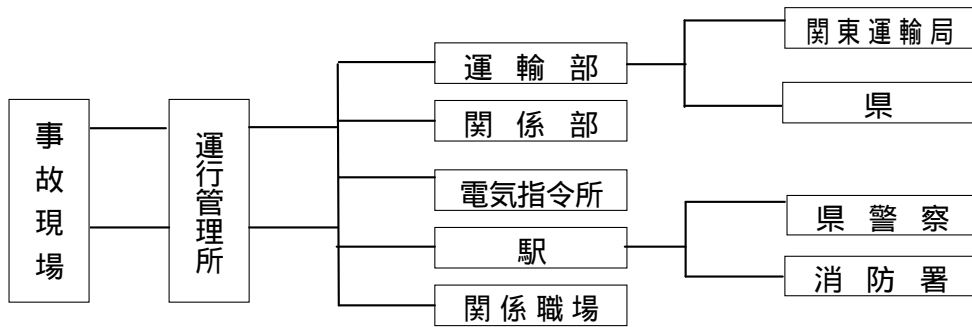 事故現場
運行管理所
運輸部
関係部
電気指令所
駅
関係職場
関東運輸局
県
県警察
消防署